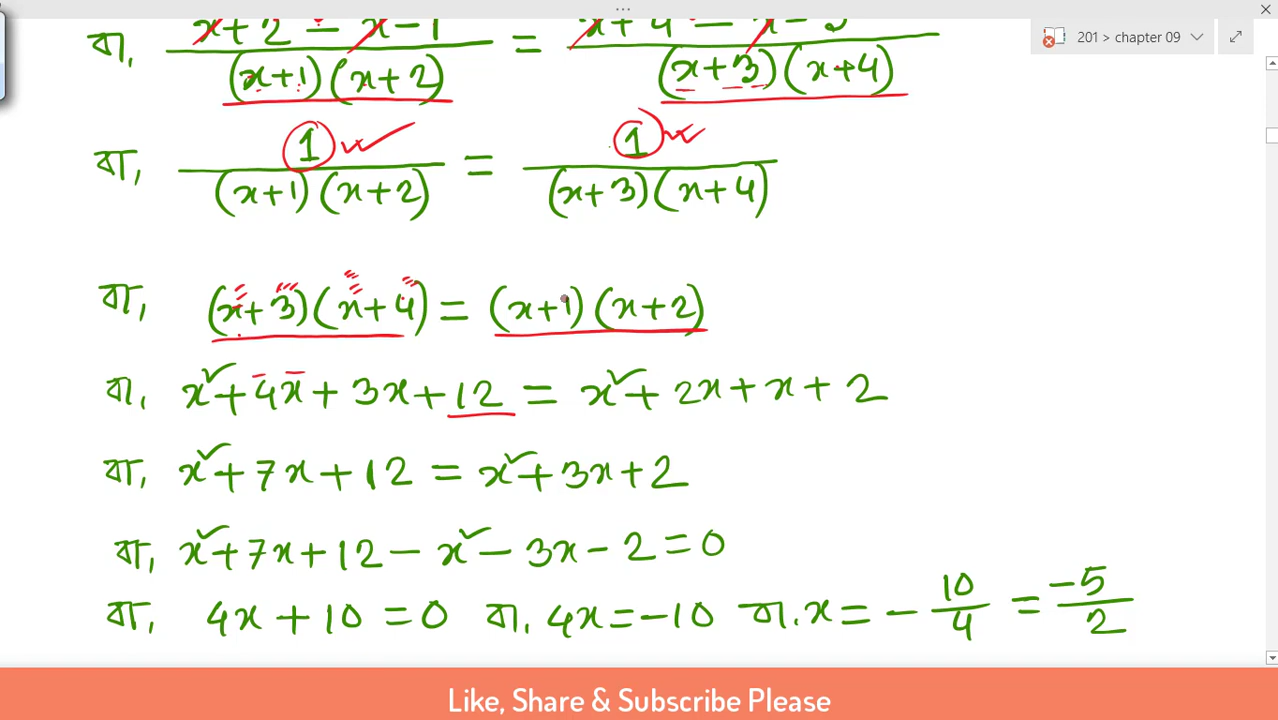 201 > chapter 09
বা, x+2-x-1/(x+1)(x+2) = x+4-x-3/(x+3)(x+4)
বা, 1/(x+1)(x+2) = 1/(x+3)(x+4)
বা, (x+3)(x+4) = (x+1)(x+2)
বা, x²+4x+3x+12 = x²+2x+x+2
বা, x²+7x+12 = x²+3x+2
বা, x²+7x+12-x²-3x-2=0
বা, 4x+10=0 বা, 4x=-10 বা. x=-10/4=-5/2
Like, Share & Subscribe Please